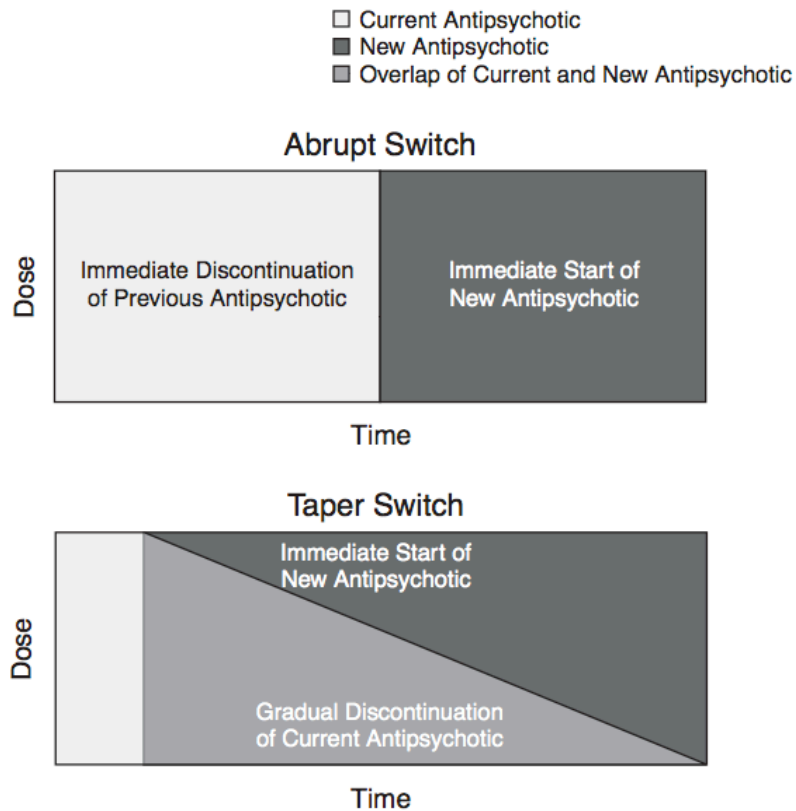 Current Antipsychotic
New Antipsychotic
Overlap of Current and New Antipsychotic
Abrupt Switch
Dose
Immediate Discontinuation
of Previous Antipsychotic
Immediate Start of
New Antipsychotic
Time
Taper Switch
Dose
Immediate Start of
New Antipsychotic
Gradual Discontinuation
of Current Antipsychotic
Time